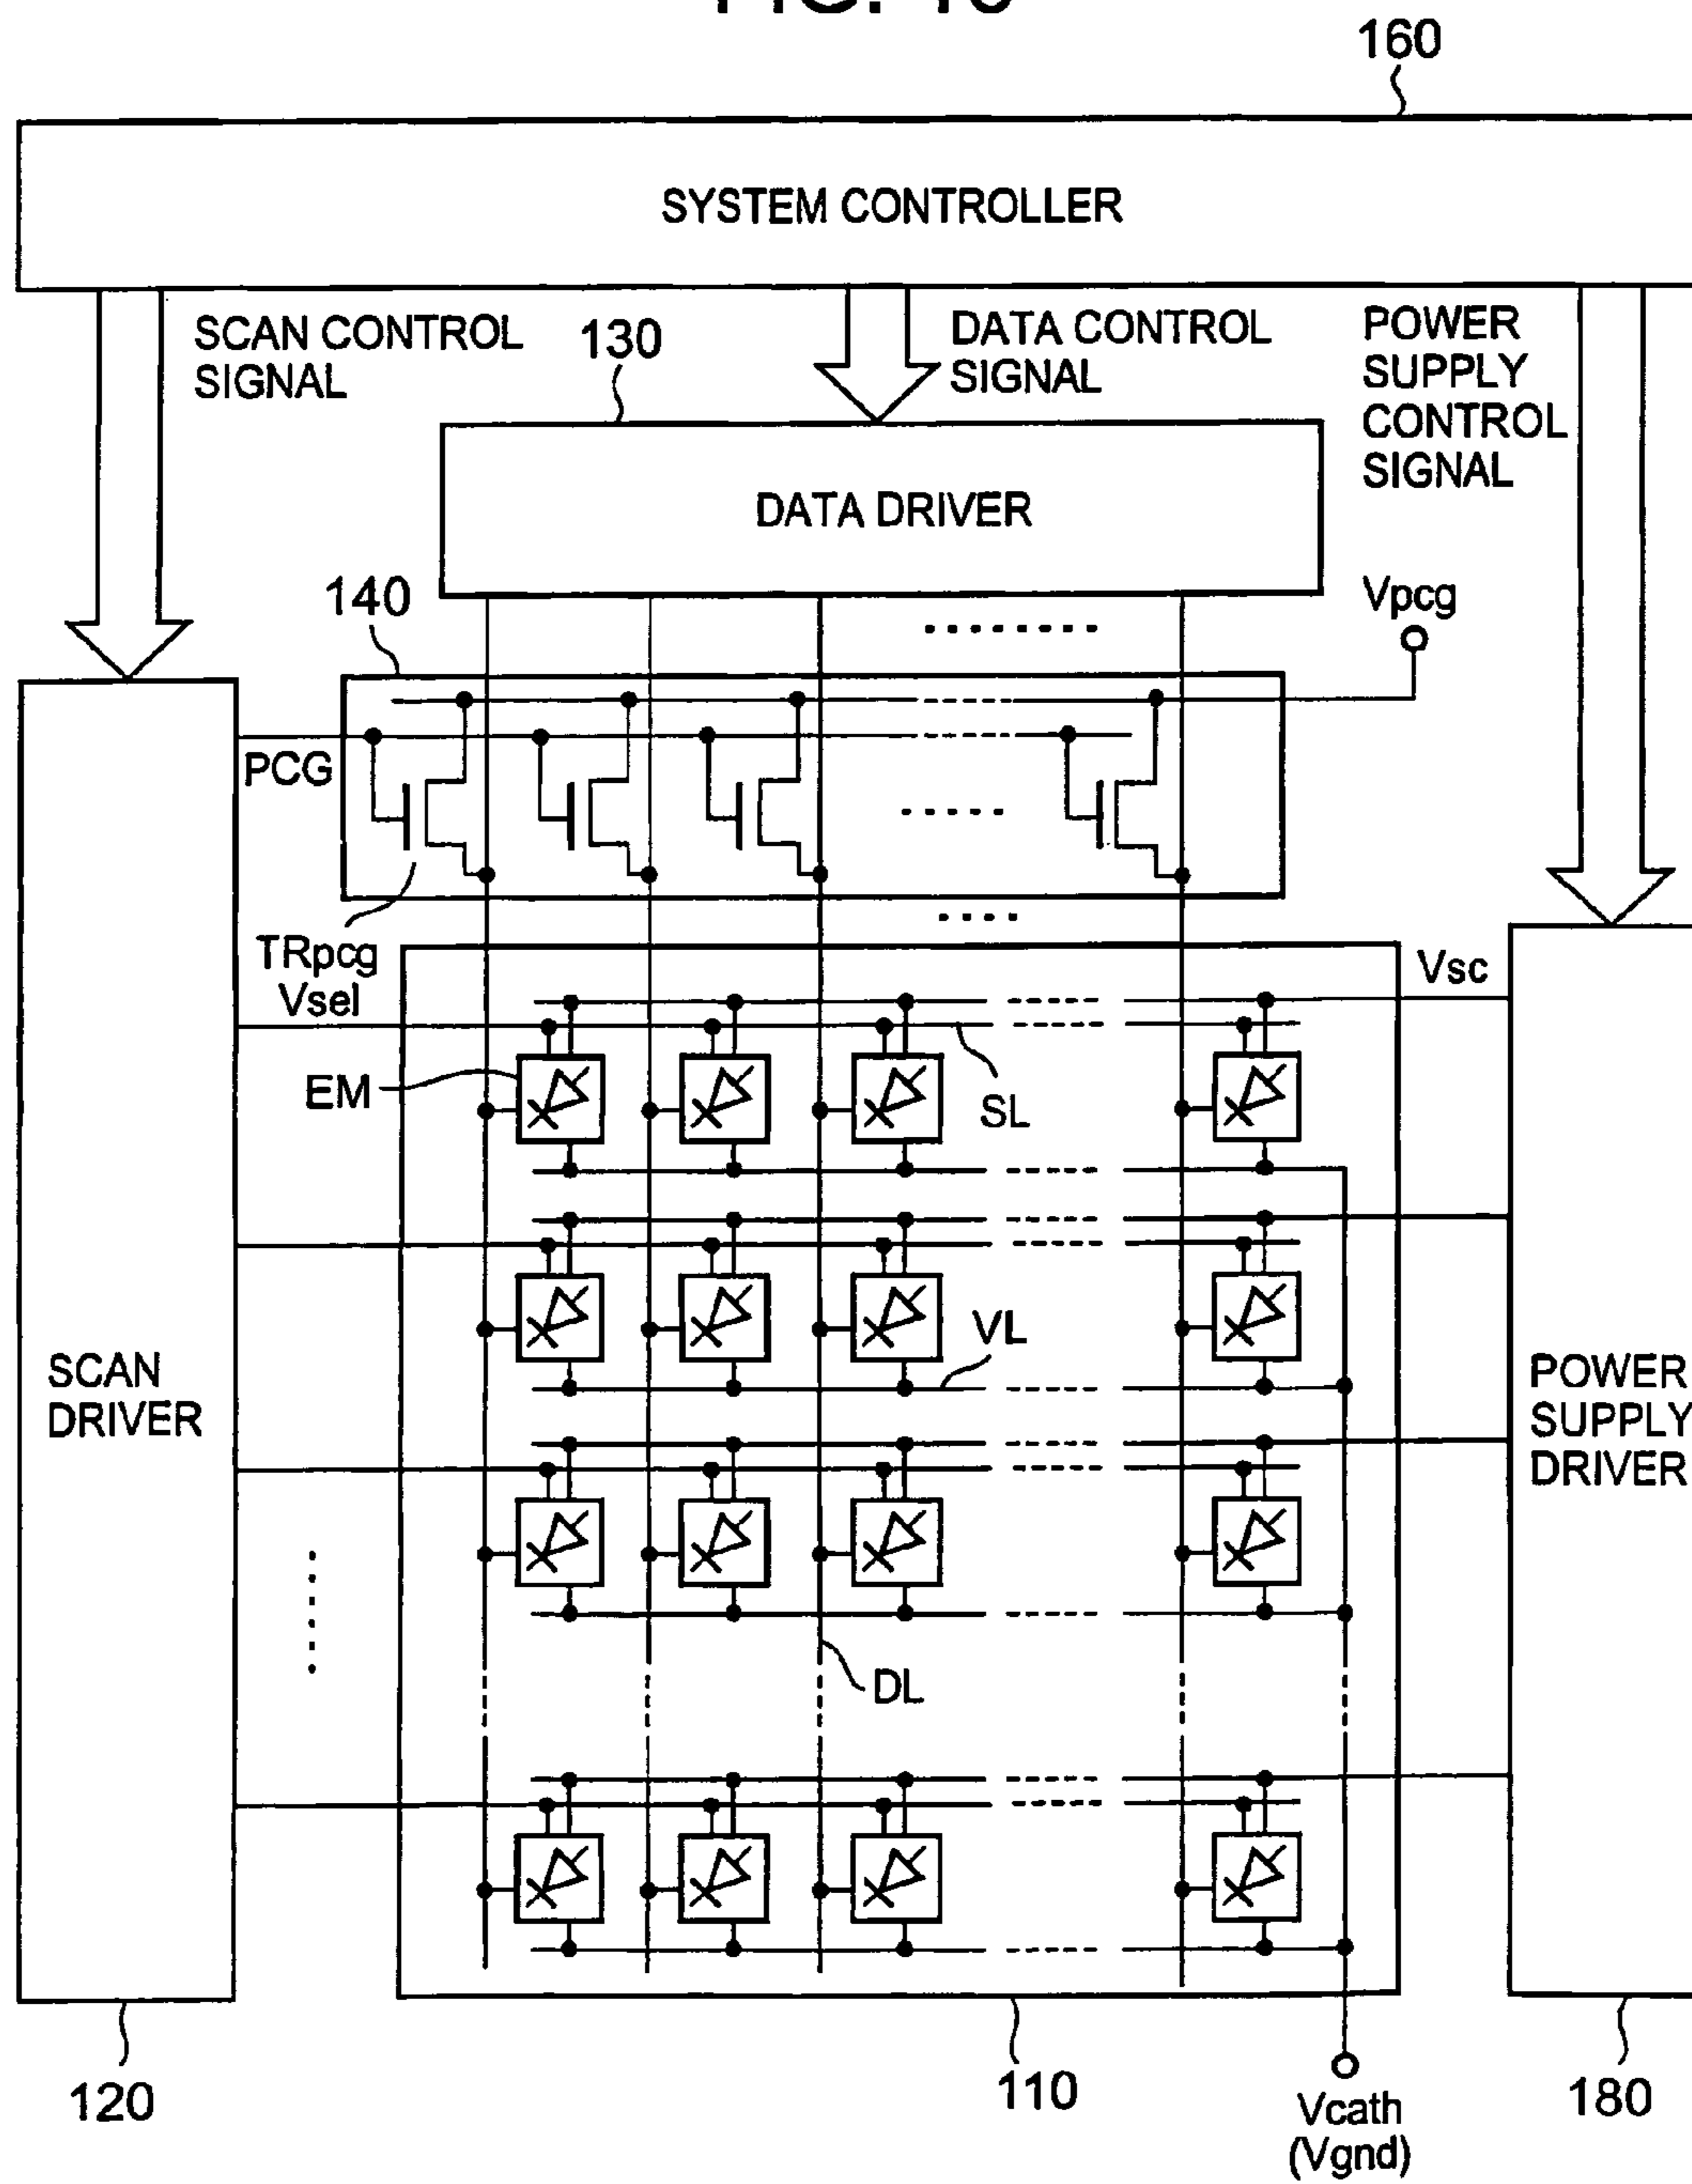 160
SYSTEM CONTROLLER
SCAN CONTROL
SIGNAL
130
DATA CONTROL
SIGNAL
POWER
SUPPLY
CONTROL
SIGNAL
DATA DRIVER
140
Vpcg
PCG
TRpcg
Vsel
Vsc
EM
SL
VL
SCAN
DRIVER
POWER
SUPPLY
DRIVER
DL
120
110
Vcath
(Vgnd)
180